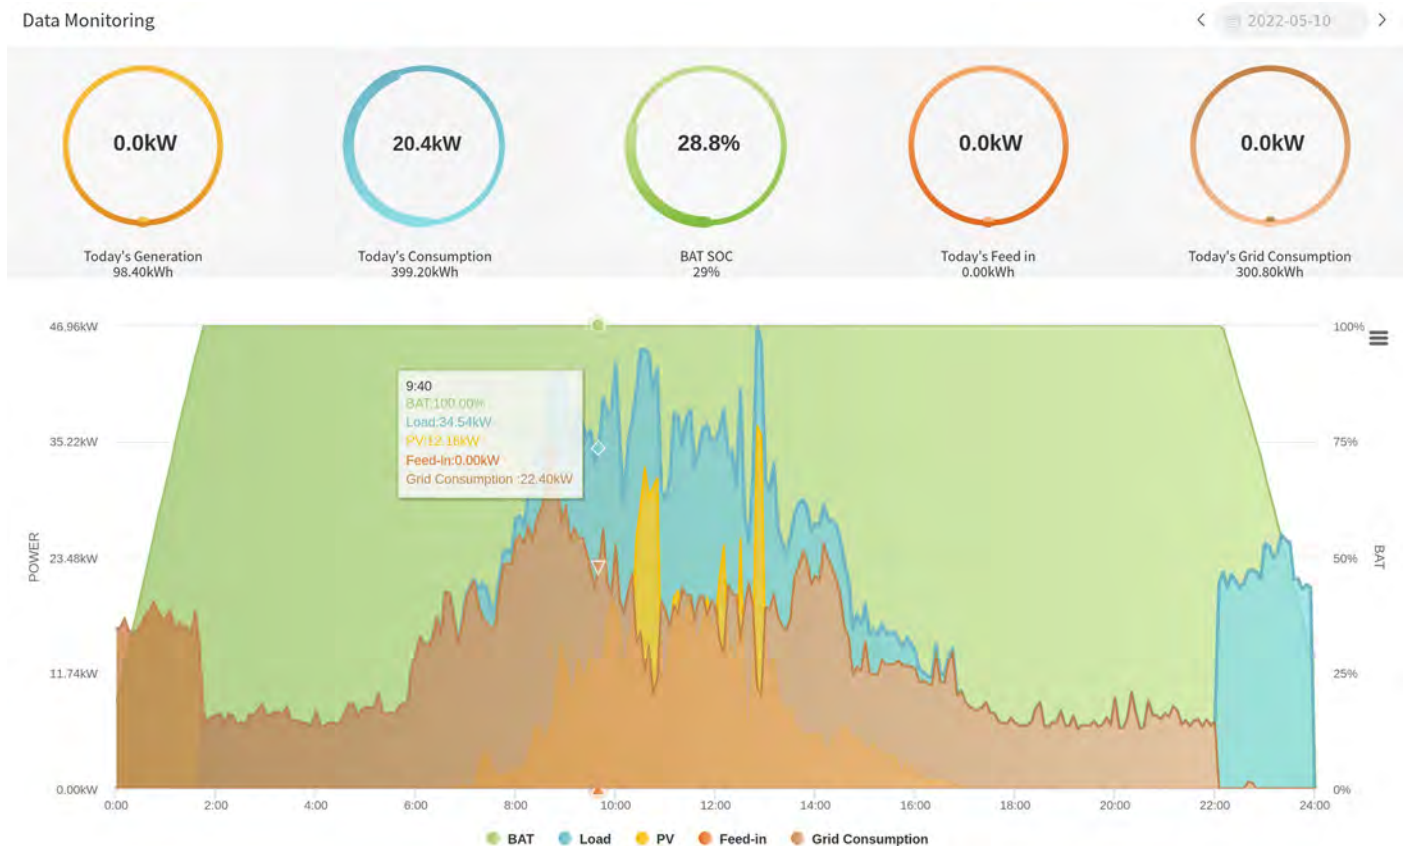 Data Monitoring
2022-05-10
0.0kW
20.4kW
28.8%
0.0kW
0.0kW
Today's Generation
98.40kWh
Today's Consumption
399.20kWh
BAT SOC
29%
Today's Feed in
0.00kWh
Today's Grid Consumption
300.80kWh
46.96kW
35.22kW
23.48kW
11.74kW
0.00kW
POWER
9:40
BAT:100.00%
Load:34.54kW
PV:12.16kW
Feed-in:0.00kW
Grid Consumption :22.40kW
100%
75%
50%
25%
0%
BAT
0:00 2:00 4:00 6:00 8:00 10:00 12:00 14:00 16:00 18:00 20:00 22:00 24:00
BAT Load PV Feed-in Grid Consumption